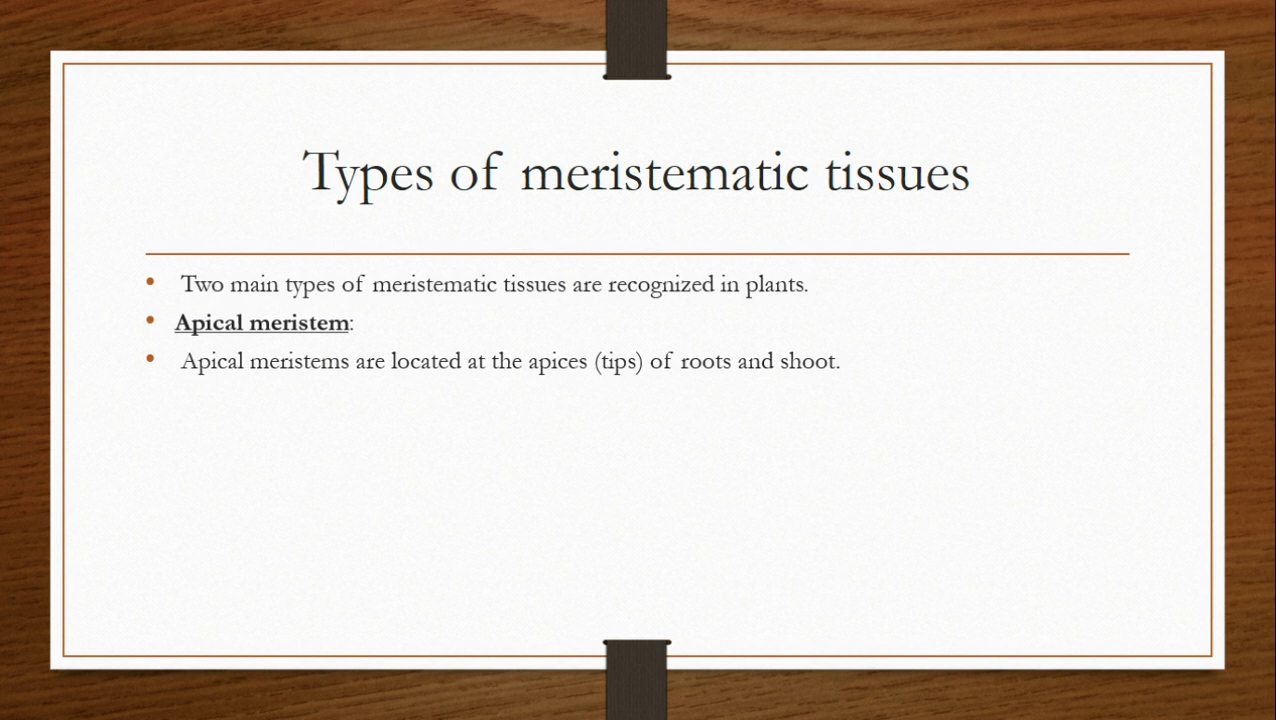 Types of meristematic tissues
• Two main types of meristematic tissues are recognized in plants.
• Apical meristem:
• Apical meristems are located at the apices (tips) of roots and shoot.